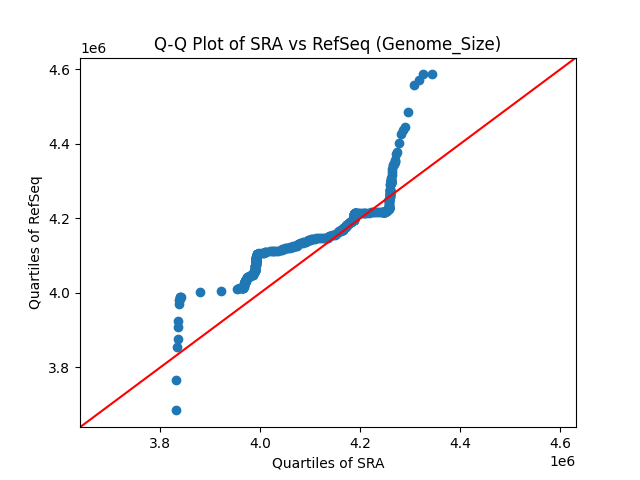 Q-Q Plot of SRA vs RefSeq (Genome_Size)
1e6
4.6
4.4
4.2
4.0
3.8
Quartiles of RefSeq
3.8 4.0 4.2 4.4 4.6
Quartiles of SRA
1e6